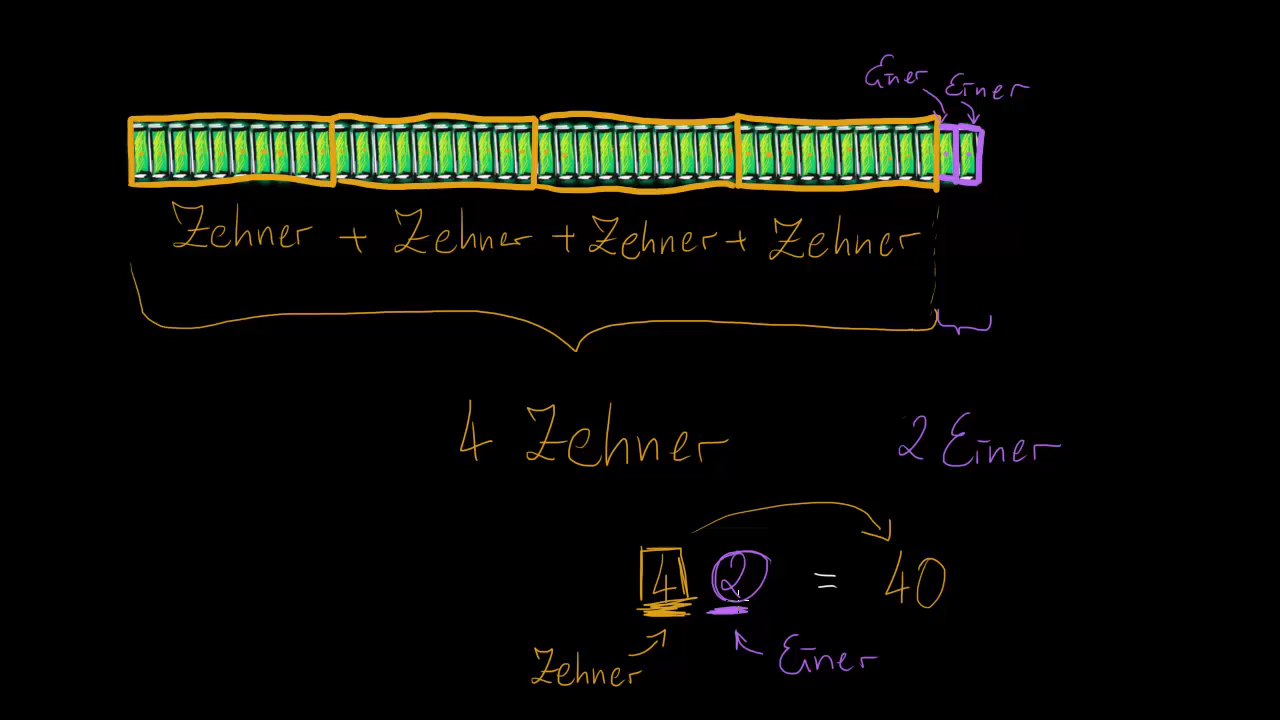 Einer Einer
Zehner + Zehner + Zehner + Zehner
4 Zehner 2 Einer
4 2 = 40
Zehner Einer